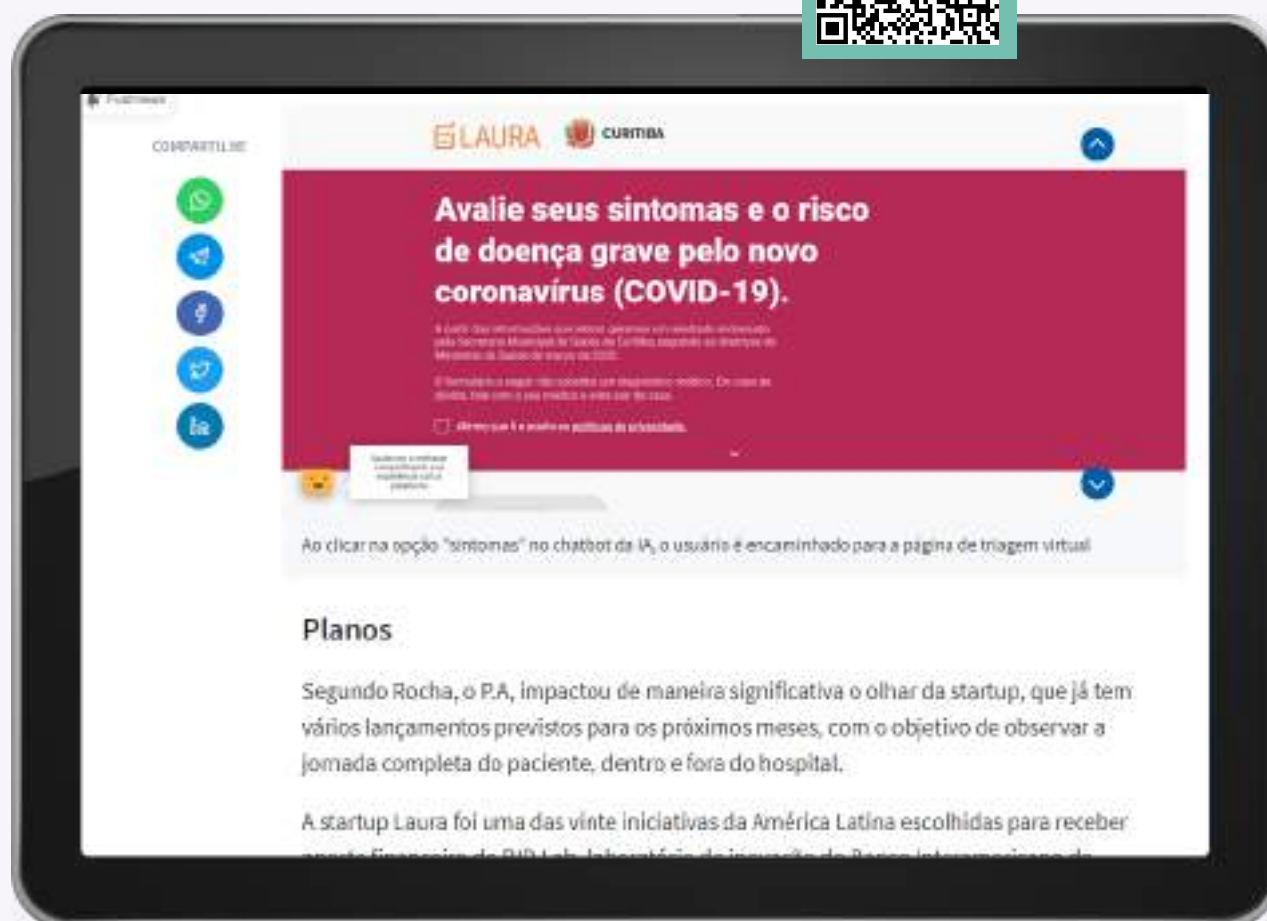 COMPARTILHE
LAURA CURITIBA
Avalie seus sintomas e o risco
de doença grave pelo novo
coronavírus (COVID-19).
Ao clicar na opção "sintomas" no chatbot da IA, o usuário é encaminhado para a página de triagem virtual
Planos
Segundo Rocha, o P.A, impactou de maneira significativa o olhar da startup, que já tem
vários lançamentos previstos para os próximos meses, com o objetivo de observar a
jornada completa do paciente, dentro e fora do hospital.
A startup Laura foi uma das vinte iniciativas da América Latina escolhidas para receber